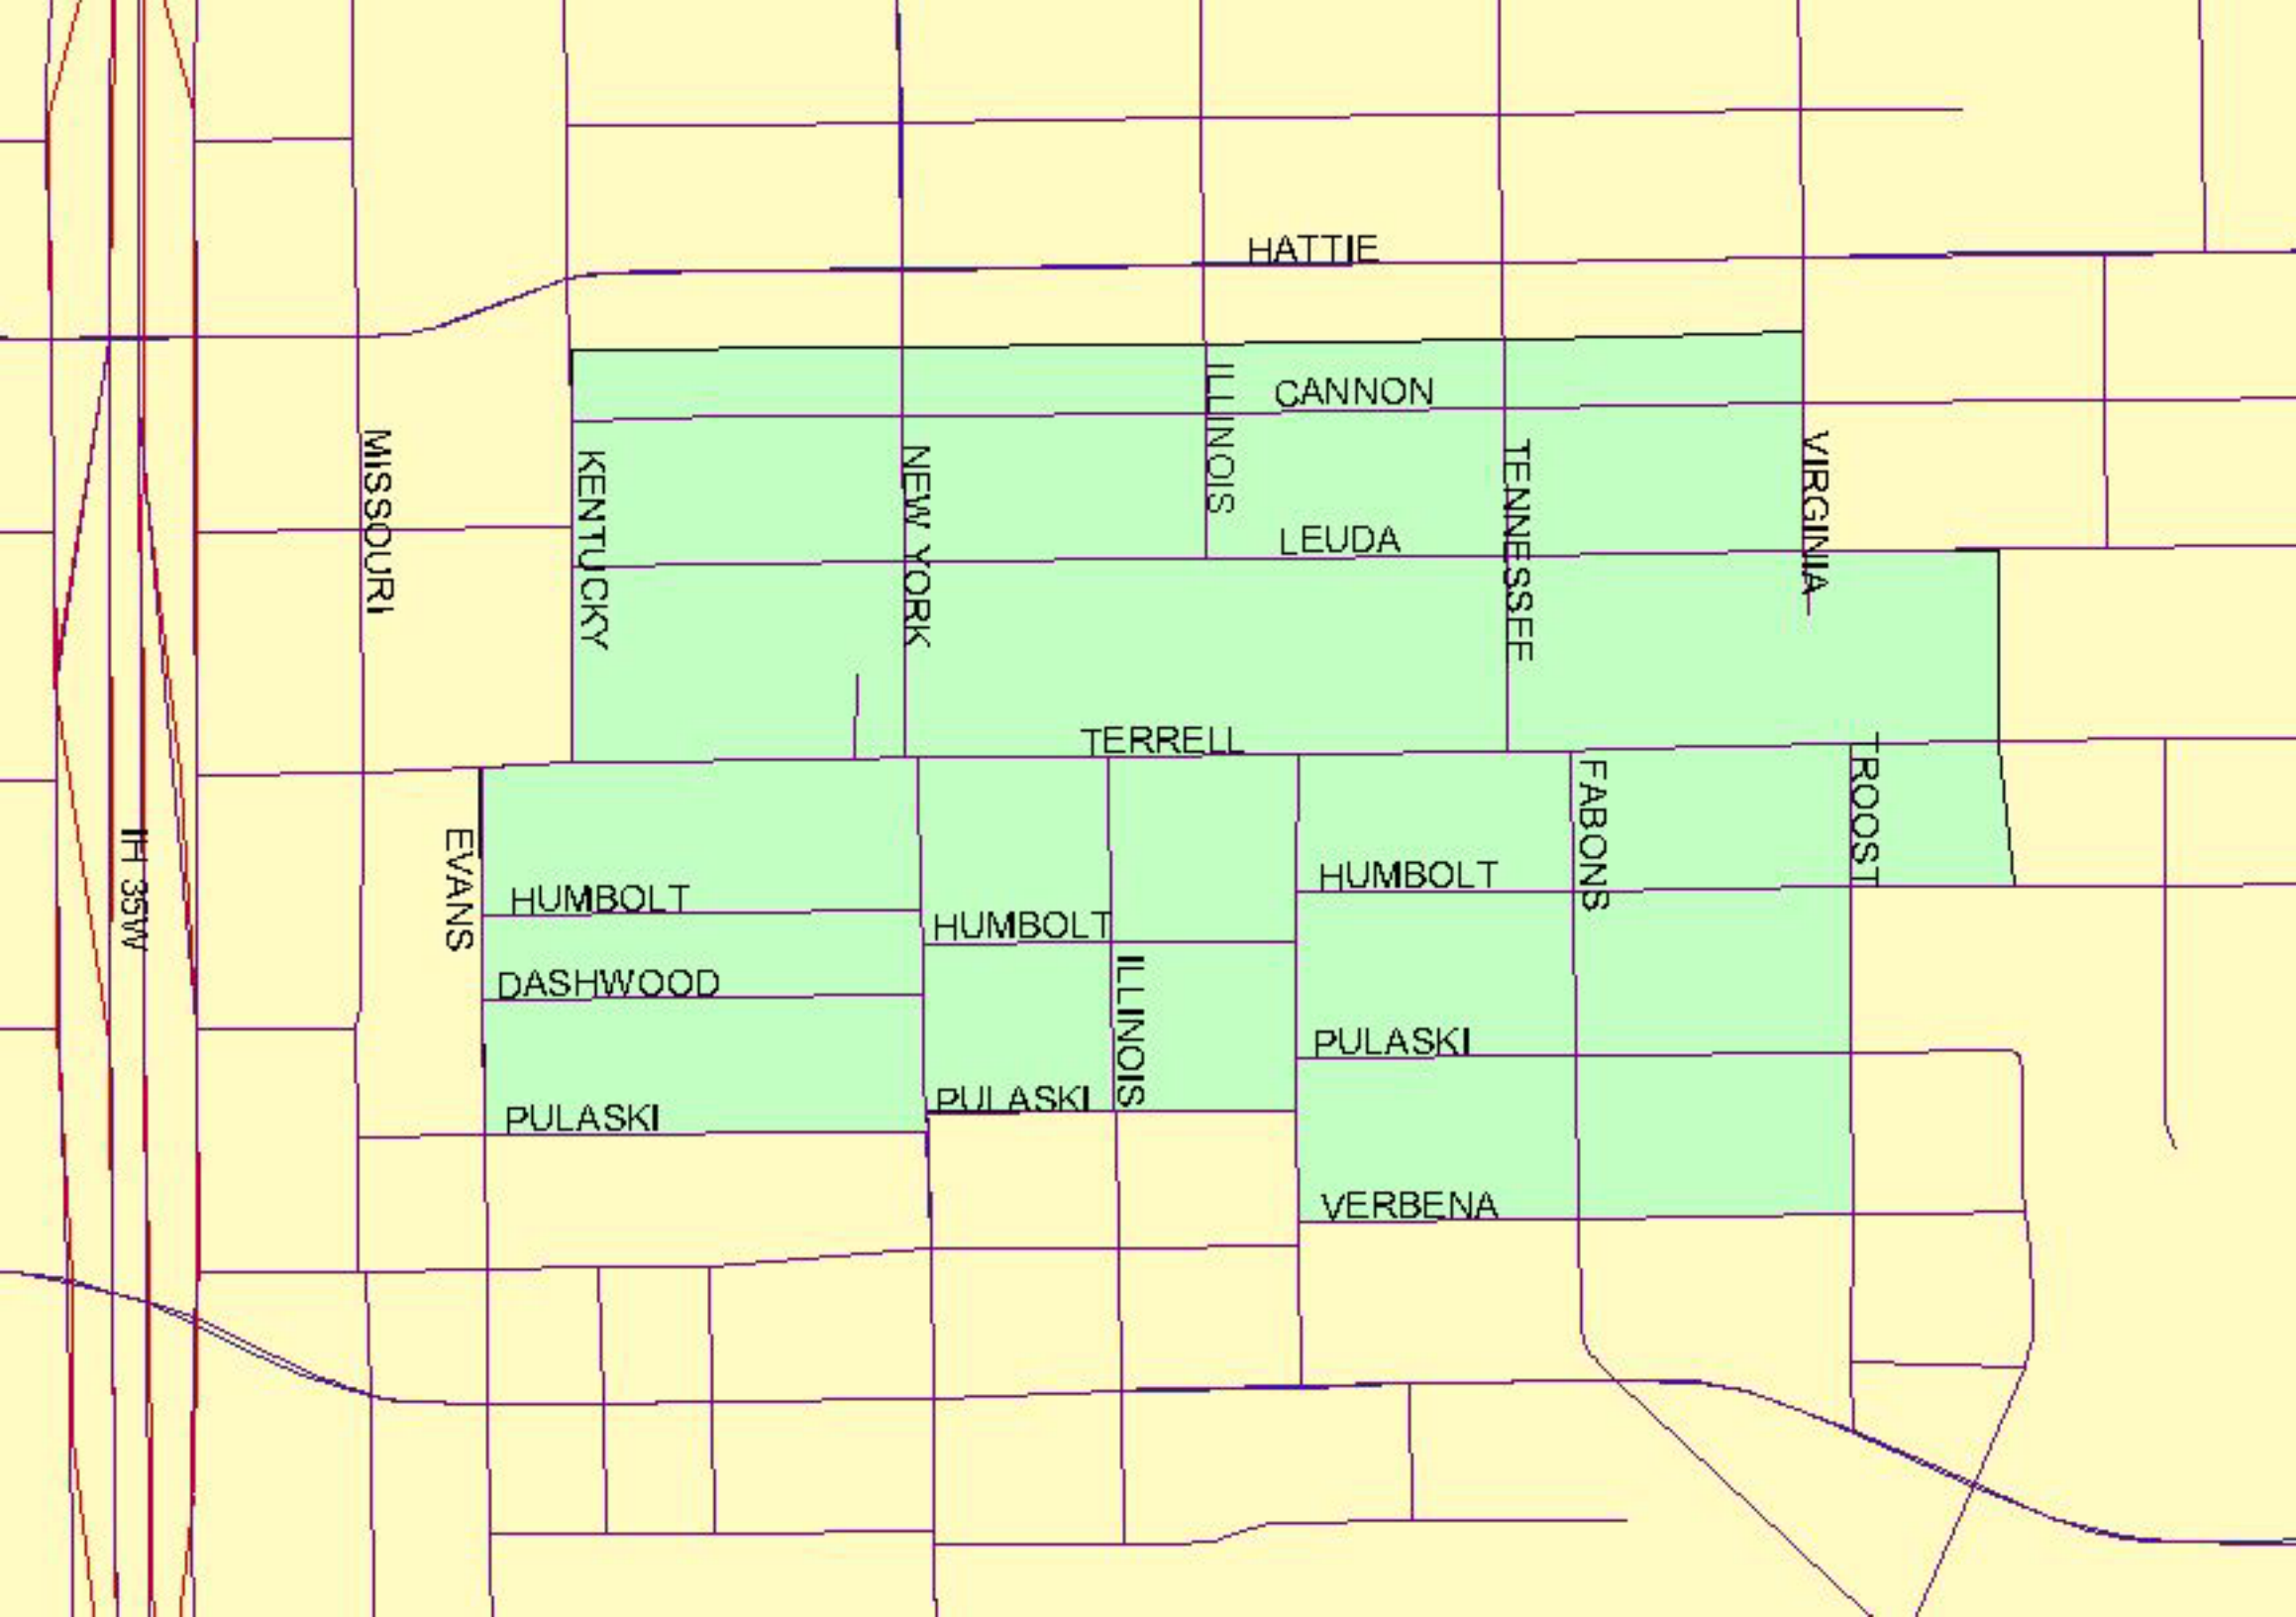 HATTIE
CANNON
ILLINOIS
MISSOURI
KENTUCKY
NEW YORK
TENNESSEE
VIRGINIA
LEUDA
TERRELL
TROOST
FABONS
IH 35W
EVANS
HUMBOLT
HUMBOLT
HUMBOLT
DASHWOOD
ILLINOIS
PULASKI
PULASKI
PULASKI
VERBENA